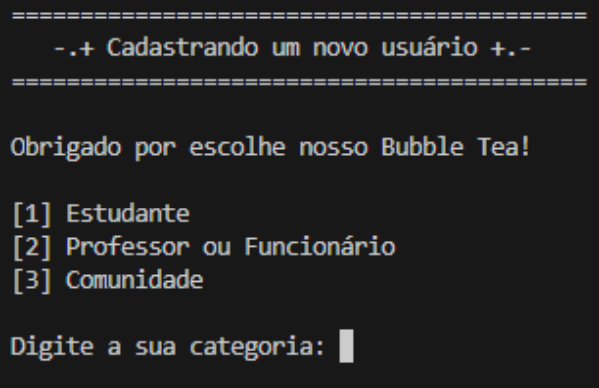 ==========================================
-.+ Cadastrando um novo usuário +.-
==========================================
Obrigado por escolhe nosso Bubble Tea!
[1] Estudante
[2] Professor ou Funcionário
[3] Comunidade
Digite a sua categoria: